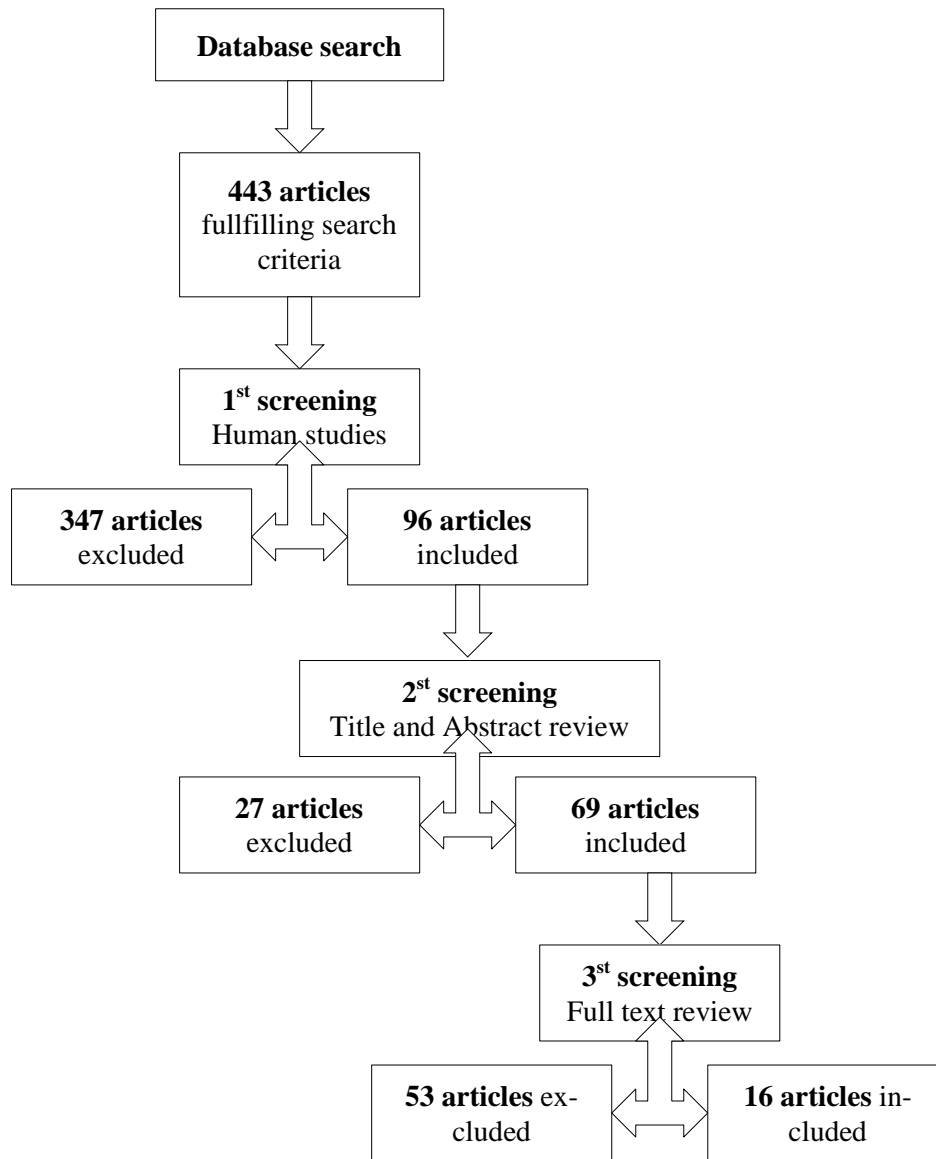 Database search
443 articles
fullfilling search
criteria
1st screening
Human studies
347 articles
excluded
96 articles
included
2st screening
Title and Abstract review
27 articles
excluded
69 articles
included
3st screening
Full text review
53 articles ex-
cluded
16 articles in-
cluded